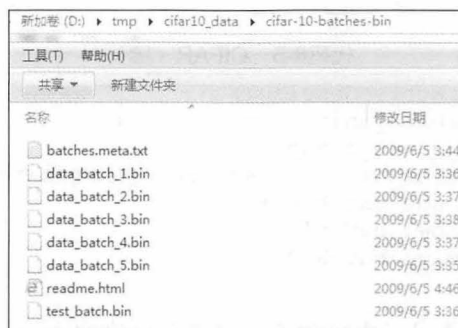 新加卷 (D:) ▸ tmp ▸ cifar10_data ▸ cifar-10-batches-bin
工具(T) 帮助(H)
共享 ▾ 新建文件夹
名称 修改日期
batches.meta.txt 2009/6/5 3:44
data_batch_1.bin 2009/6/5 3:36
data_batch_2.bin 2009/6/5 3:37
data_batch_3.bin 2009/6/5 3:38
data_batch_4.bin 2009/6/5 3:37
data_batch_5.bin 2009/6/5 3:35
readme.html 2009/6/5 4:46
test_batch.bin 2009/6/5 3:36